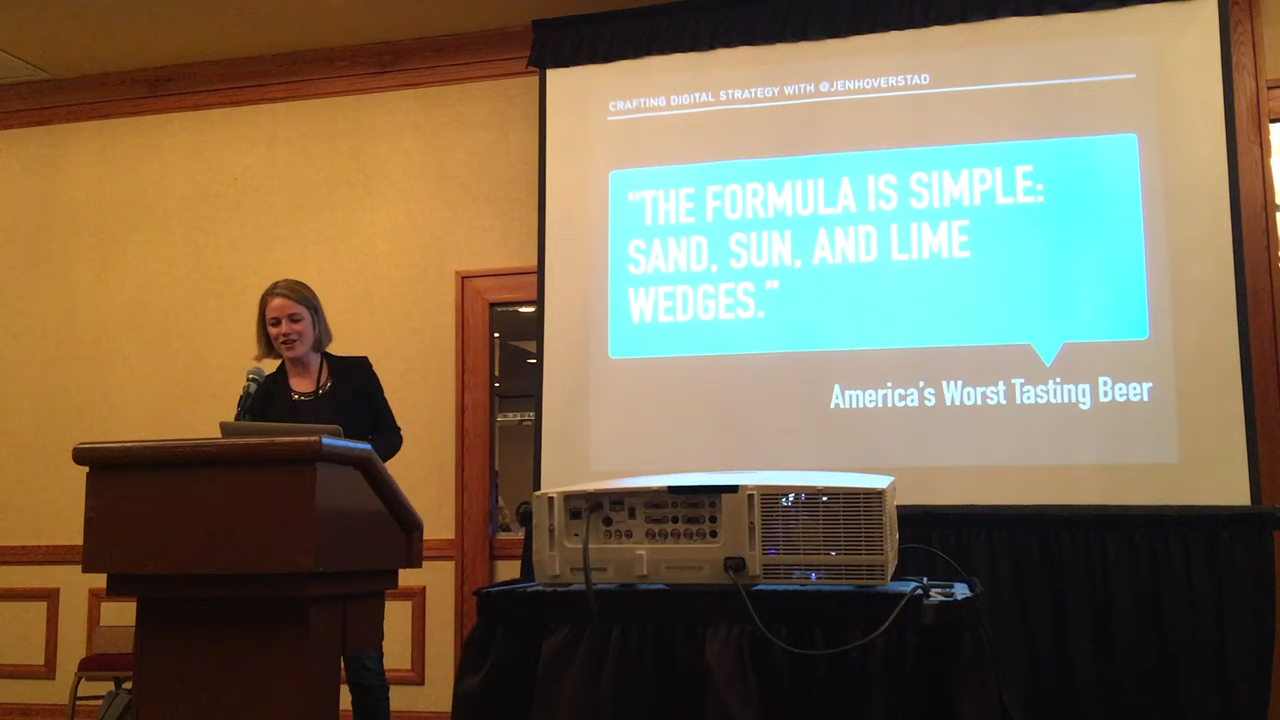 CRAFTING DIGITAL STRATEGY WITH @JENHOVERSTAD
"THE FORMULA IS SIMPLE:
SAND, SUN, AND LIME
WEDGES."
America's Worst Tasting Beer